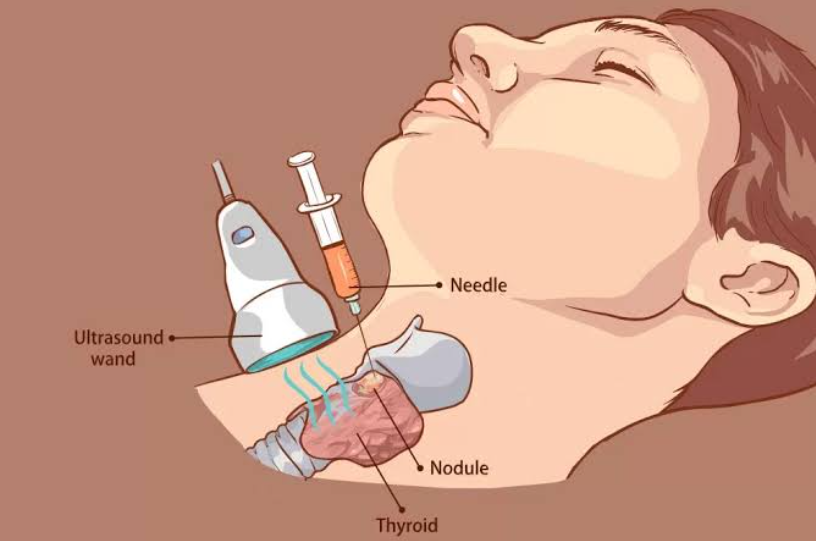 Needle
Ultrasound
wand
Nodule
Thyroid